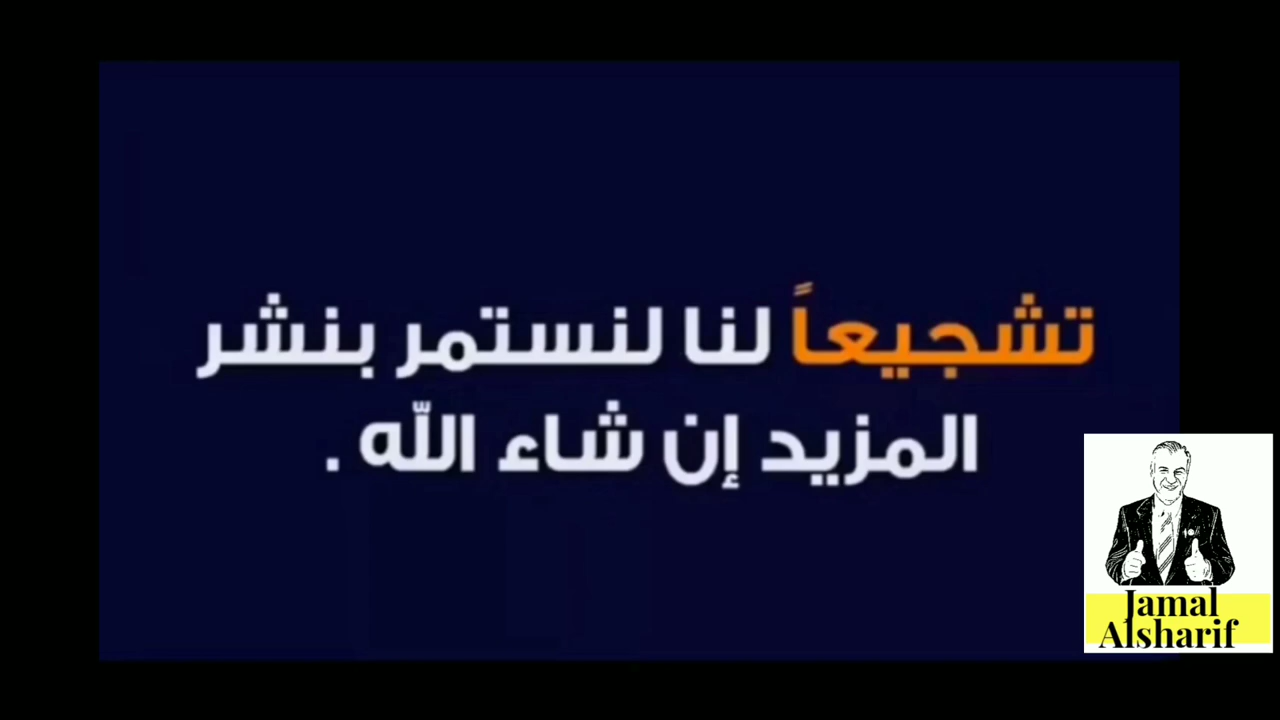 تشجيعاً لنا لنستمر بنشر
المزيد إن شاء الله .
Jamal
Alsharif